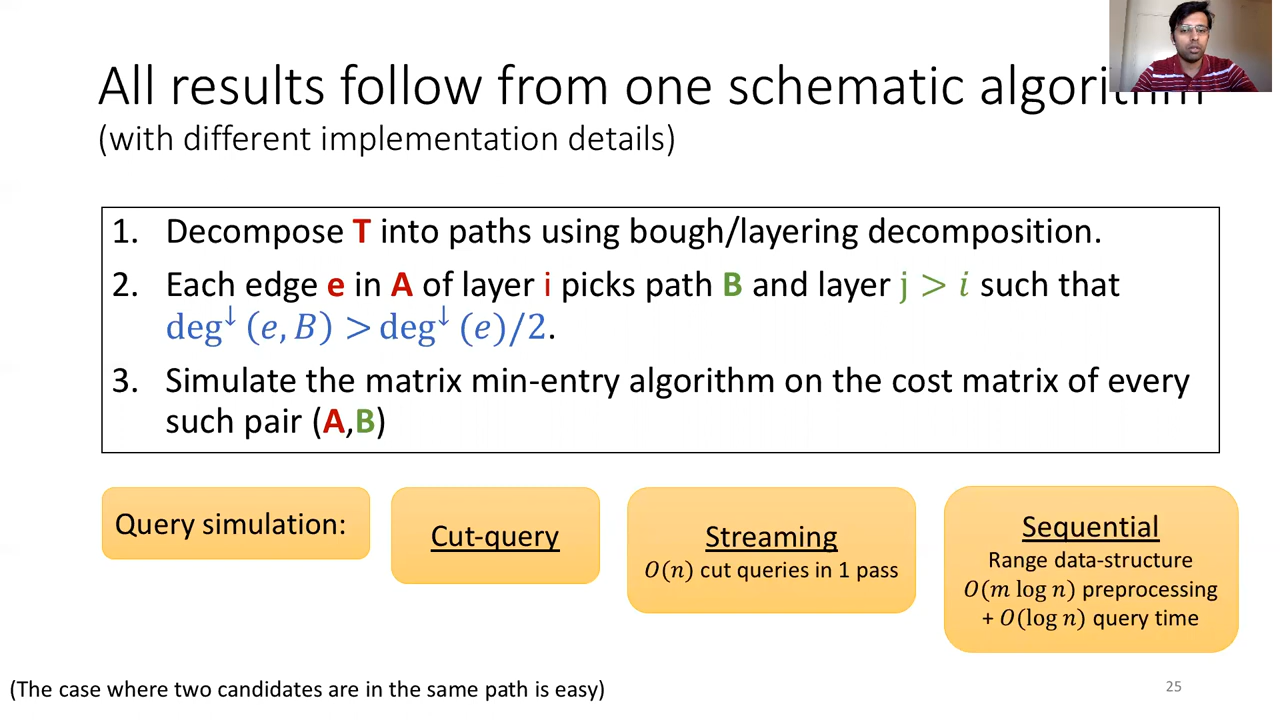 All results follow from one schematic algorithm
(with different implementation details)
1. Decompose T into paths using bough/layering decomposition.
2. Each edge e in A of layer i picks path B and layer j > i such that
deg↓ (e, B) > deg↓ (e)/2.
3. Simulate the matrix min-entry algorithm on the cost matrix of every
such pair (A,B)
Query simulation:
Cut-query
Streaming
O(n) cut queries in 1 pass
Sequential
Range data-structure
O(m log n) preprocessing
+ O(log n) query time
(The case where two candidates are in the same path is easy)
25